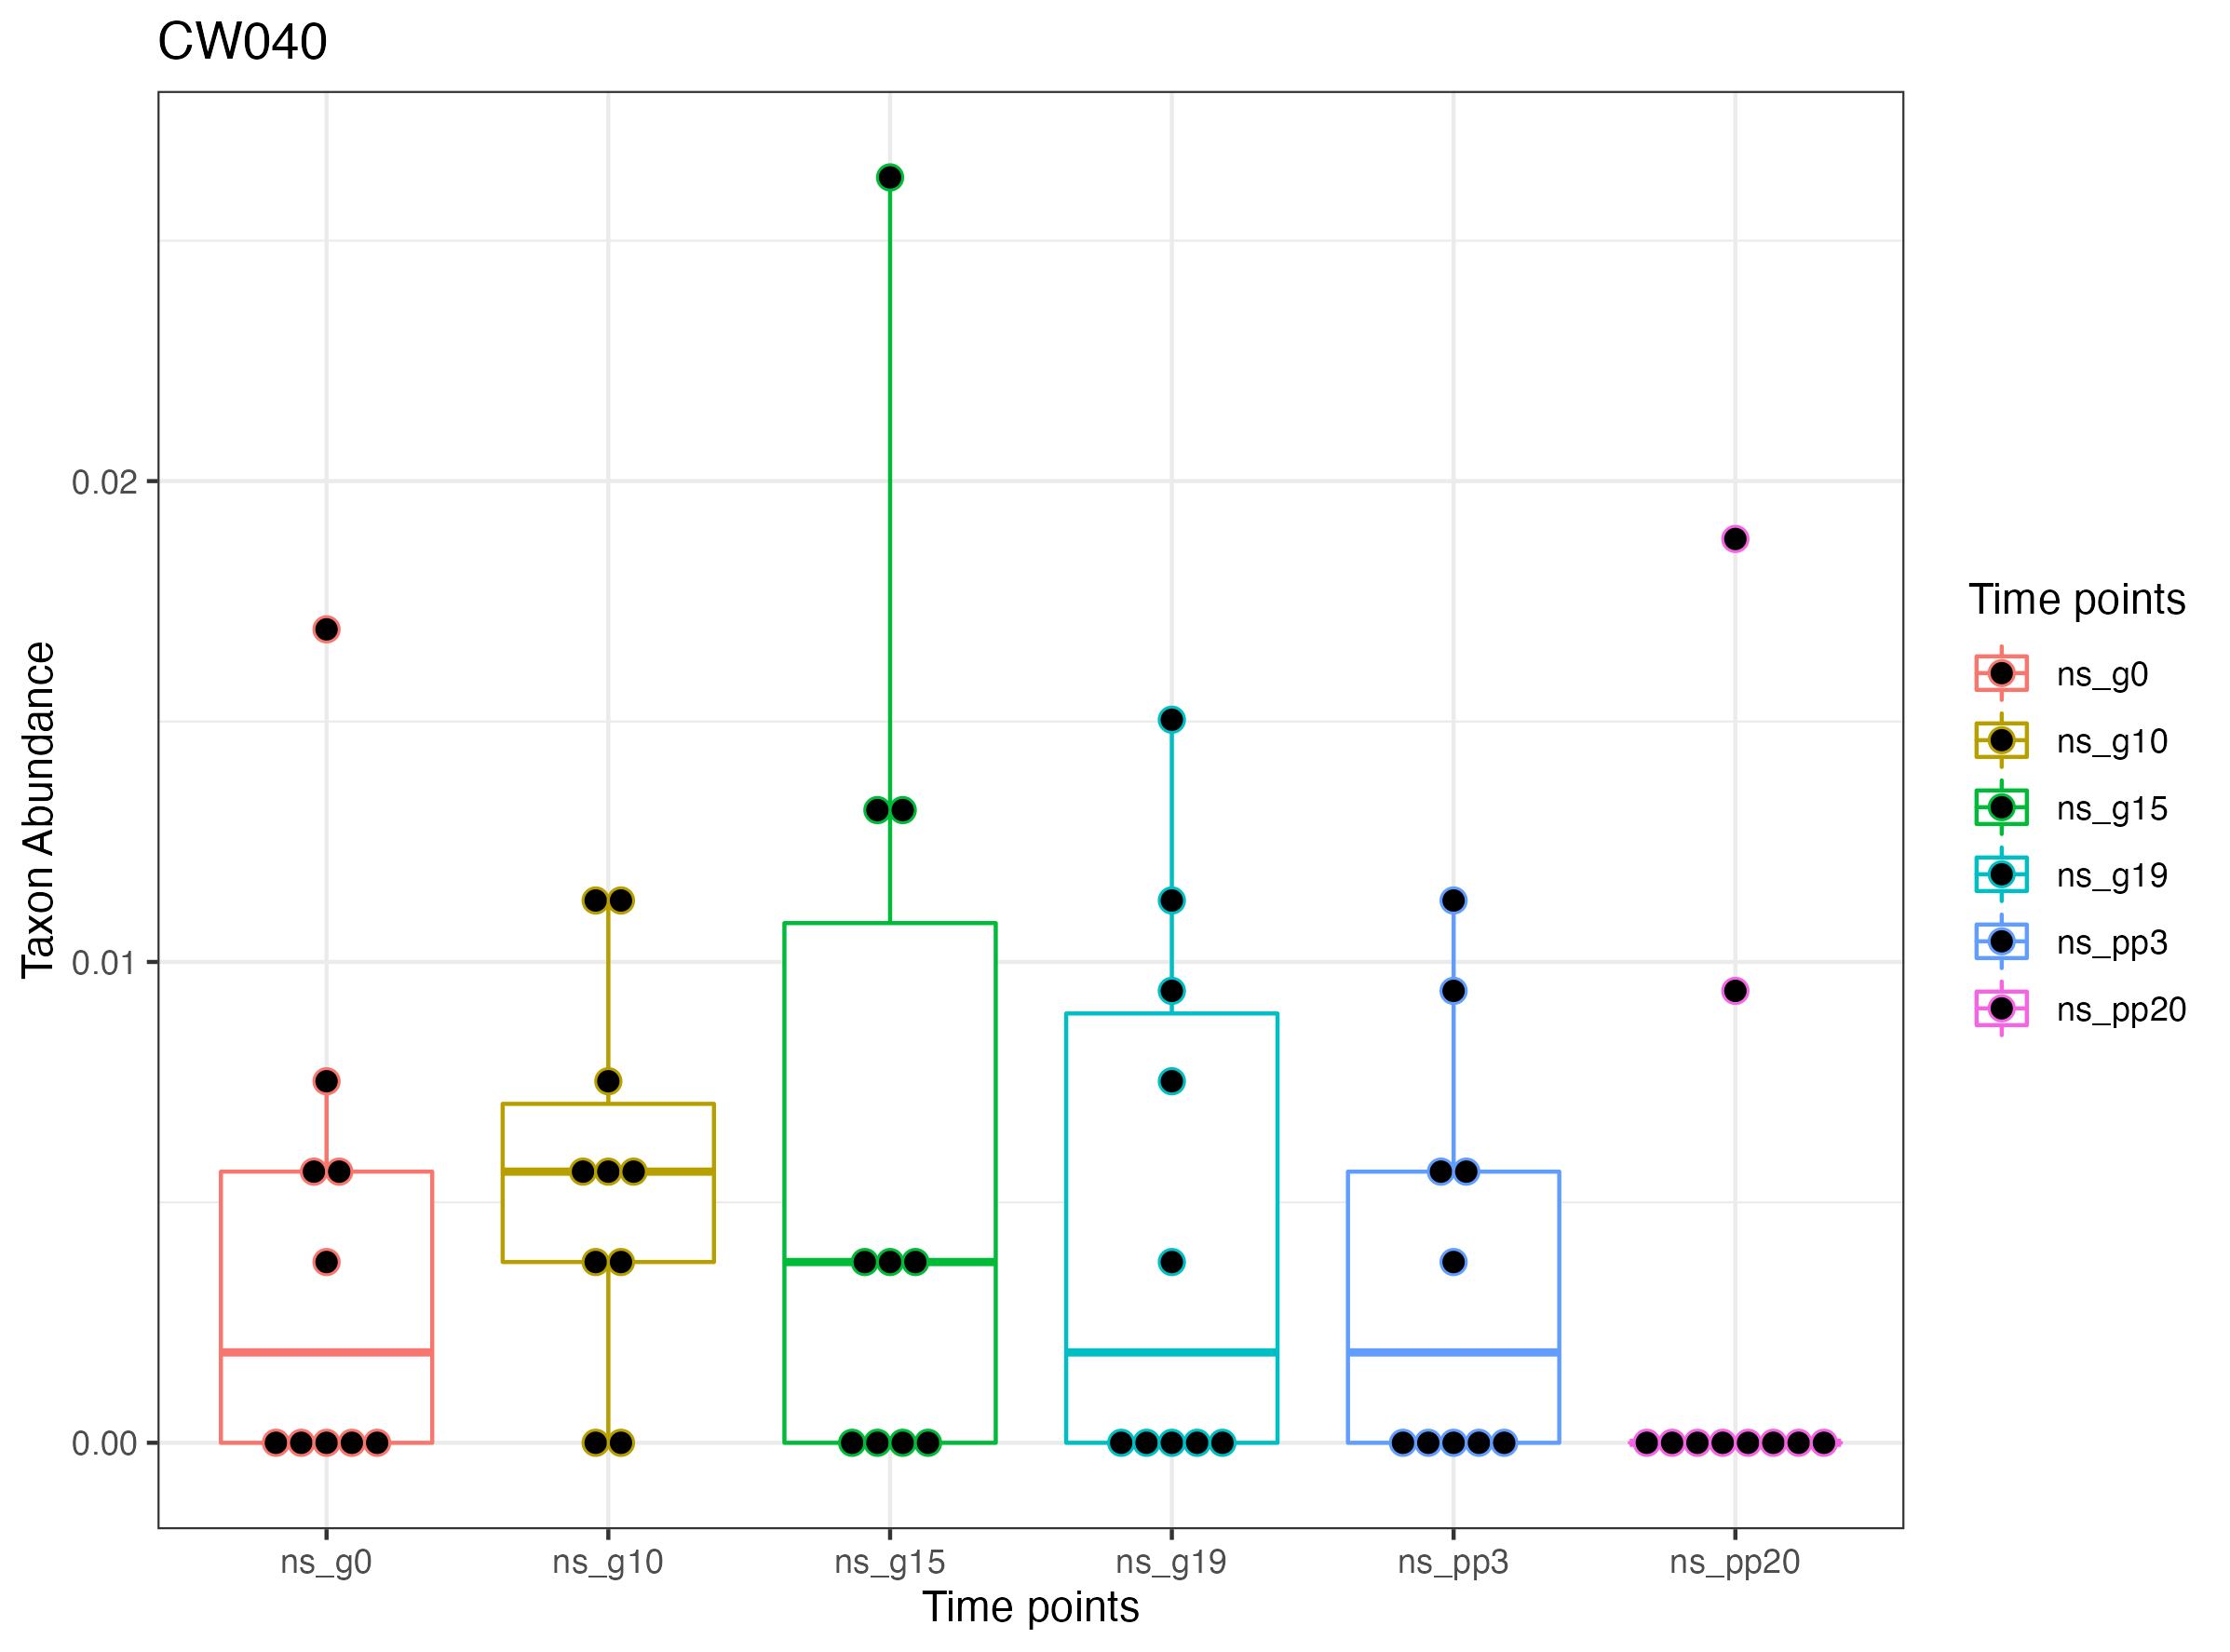 CW040
Taxon Abundance
0.02
0.01
0.00
ns_g0 ns_g10 ns_g15 ns_g19 ns_pp3 ns_pp20
Time points
Time points
ns_g0
ns_g10
ns_g15
ns_g19
ns_pp3
ns_pp20